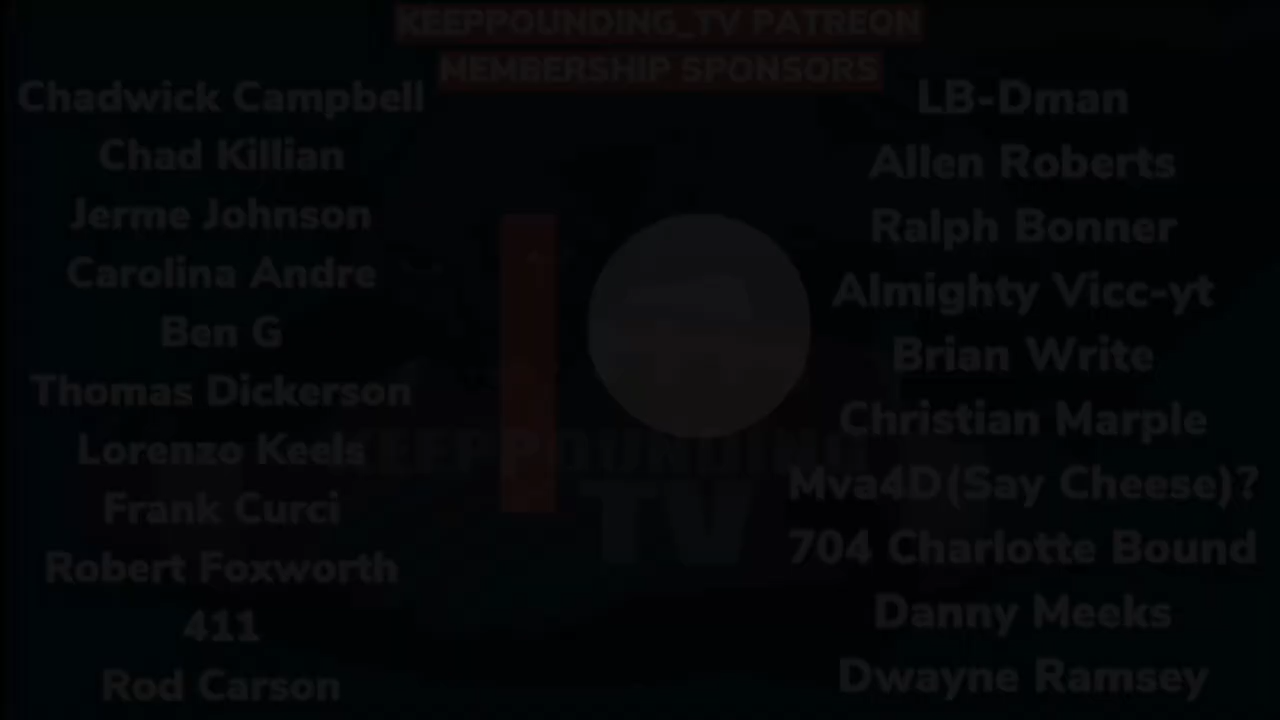 KEEPPOUNDING_TV PATREON
MEMBERSHIP SPONSORS
Chadwick Campbell
Chad Killian
Jerme Johnson
Carolina Andre
Ben G
Thomas Dickerson
Lorenzo Keels
Frank Curci
Robert Foxworth
411
Rod Carson
LB-Dman
Allen Roberts
Ralph Bonner
Almighty Vicc-yt
Brian Write
Christian Marple
Mva4D(Say Cheese)?
704 Charlotte Bound
Danny Meeks
Dwayne Ramsey
KEEPPOUNDING
TV